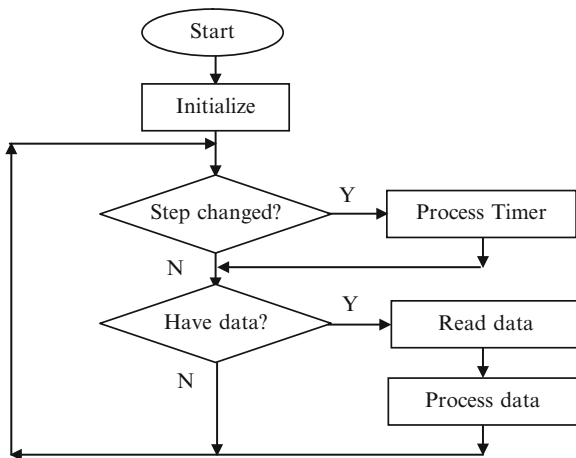 Start
Initialize
Step changed?
Y
Process Timer
N
Have data?
Y
Read data
N
Process data